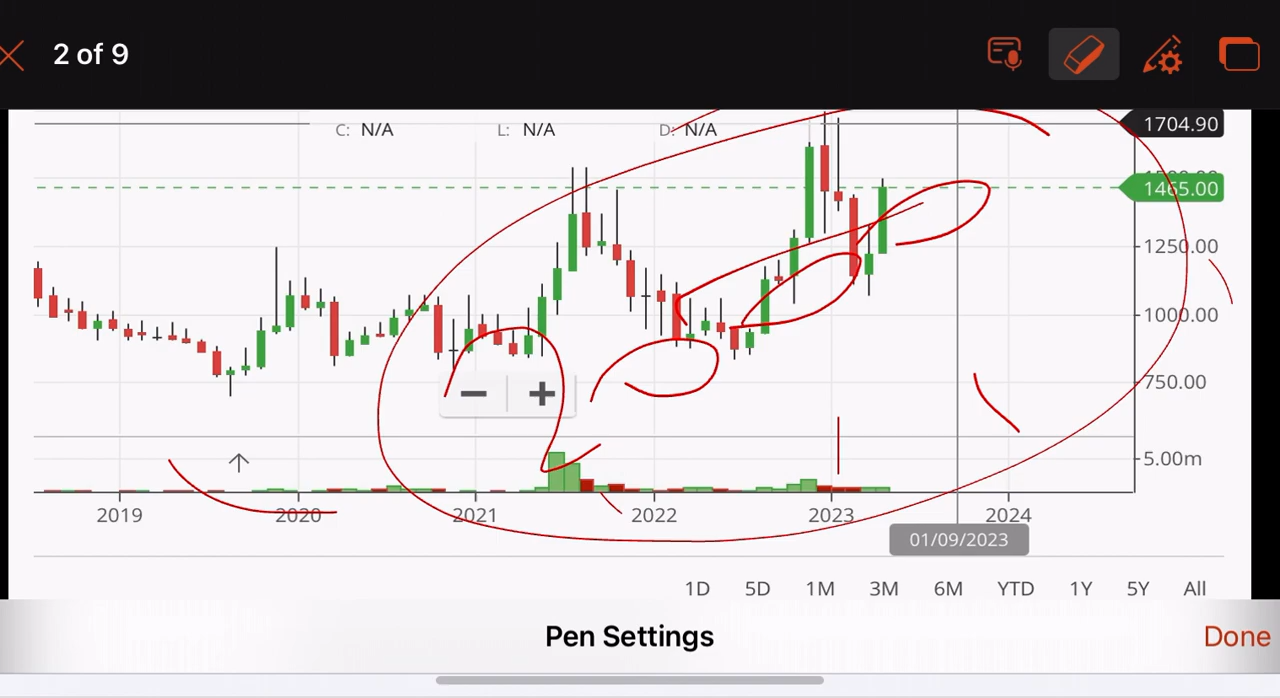 2 of 9
C: N/A L: N/A D: N/A
1704.90
1465.00
1250.00
1000.00
750.00
5.00m
2019 2020 2021 2022 2023 2024
01/09/2023
1D 5D 1M 3M 6M YTD 1Y 5Y All
Pen Settings
Done